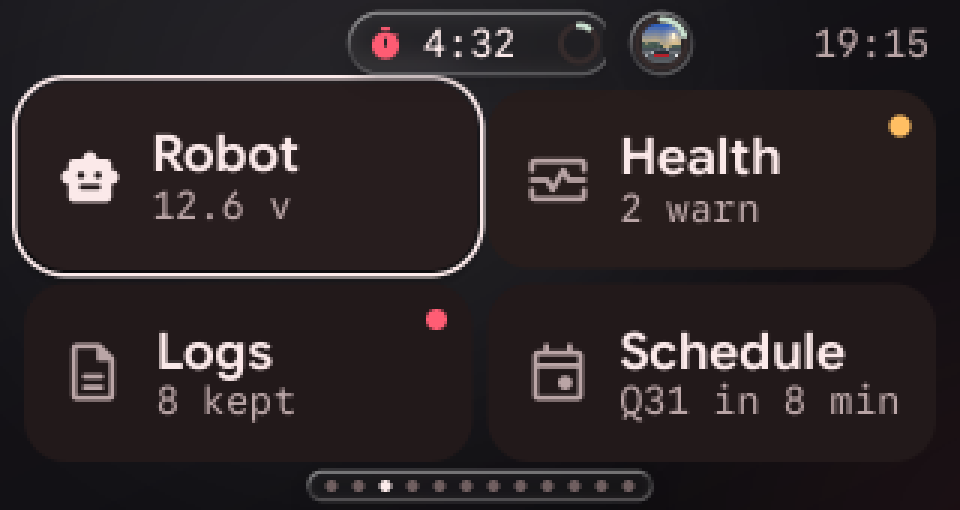 4:32
19:15
Robot
12.6 v
Health
2 warn
Logs
8 kept
Schedule
Q31 in 8 min